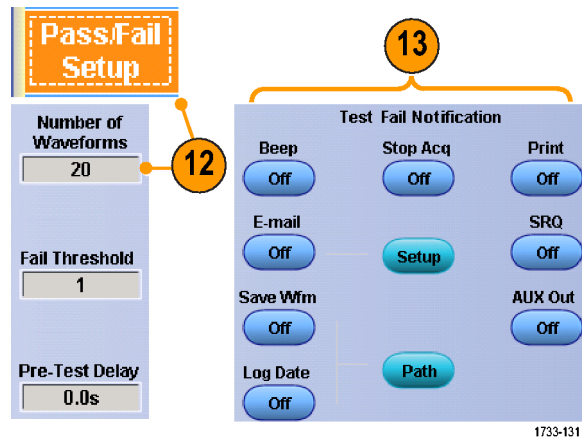 Pass/Fail
Setup
12
13
Number of
Waveforms
20
Fail Threshold
1
Pre-Test Delay
0.0s
Test Fail Notification
Beep
Stop Acq
Print
Off
Off
Off
E-mail
SRQ
Off
Setup
Off
Save Wfm
AUX Out
Off
Off
Log Date
Path
Off
1733-131